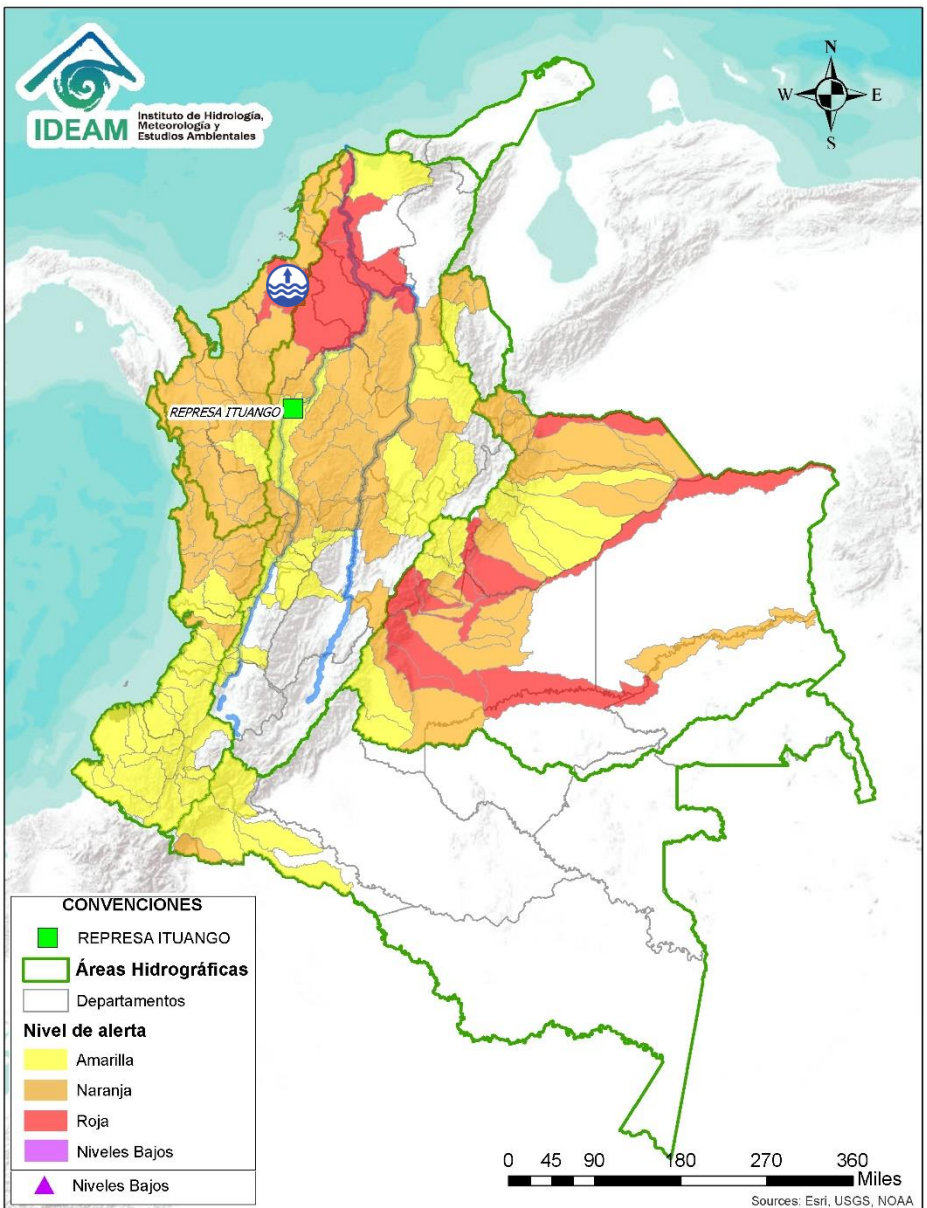 IDEAM
Instituto de Hidrología,
Meteorología y
Estudios Ambientales
N
W E
S
REPRESA ITUANGO
CONVENCIONES
REPRESA ITUANGO
Áreas Hidrográficas
Departamentos
Nivel de alerta
Amarilla
Naranja
Roja
Niveles Bajos
Niveles Bajos
0 45 90 180 270 360
Miles
Sources: Esri, USGS, NOAA